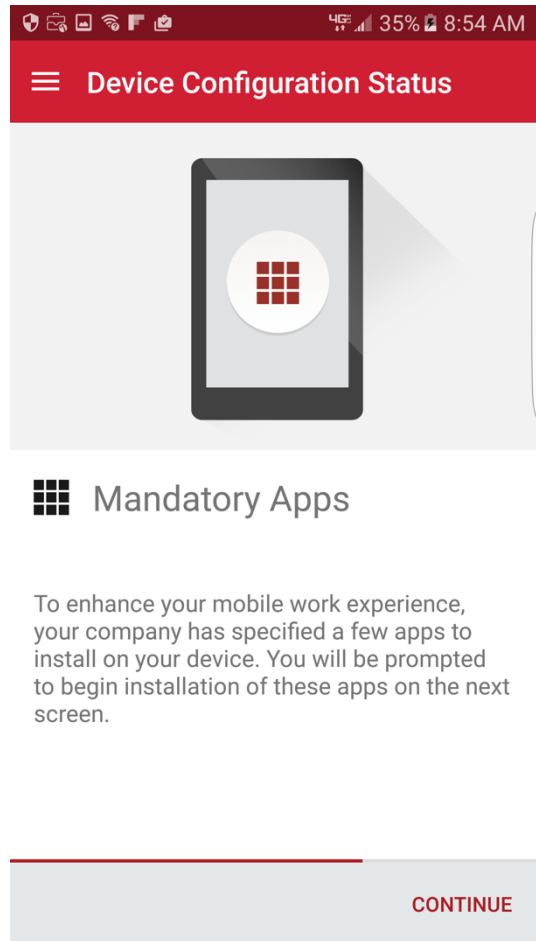 4G 35% 8:54 AM
Device Configuration Status
Mandatory Apps
To enhance your mobile work experience,
your company has specified a few apps to
install on your device. You will be prompted
to begin installation of these apps on the next
screen.
CONTINUE